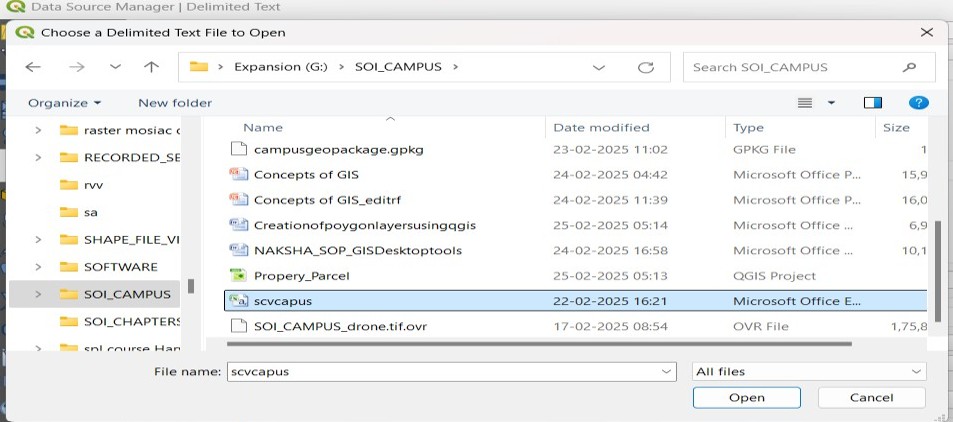 Data Source Manager | Delimited Text
Choose a Delimited Text File to Open
Expansion (G:) > SOI_CAMPUS >
Search SOI_CAMPUS
Organize New folder
Name Date modified Type Size
raster mosiac c
RECORDED_SE
rvv
sa
SHAPE_FILE_VI
SOFTWARE
SOI_CAMPUS
SOI_CHAPTERS
spl course Han
campusgeopackage.gpkg 23-02-2025 11:02 GPKG File 1
Concepts of GIS 24-02-2025 04:42 Microsoft Office P... 15,9
Concepts of GIS_editrf 24-02-2025 11:39 Microsoft Office P... 16,0
Creationofpoygonlayersusingqgis 25-02-2025 05:14 Microsoft Office ... 6,9
NAKSHA_SOP_GISDesktoptools 24-02-2025 16:58 Microsoft Office ... 10,1
Propery_Parcel 25-02-2025 05:13 QGIS Project
scvcapus 22-02-2025 16:21 Microsoft Office E...
SOI_CAMPUS_drone.tif.ovr 17-02-2025 08:54 OVR File 1,75,8
File name: scvcapus All files
Open Cancel